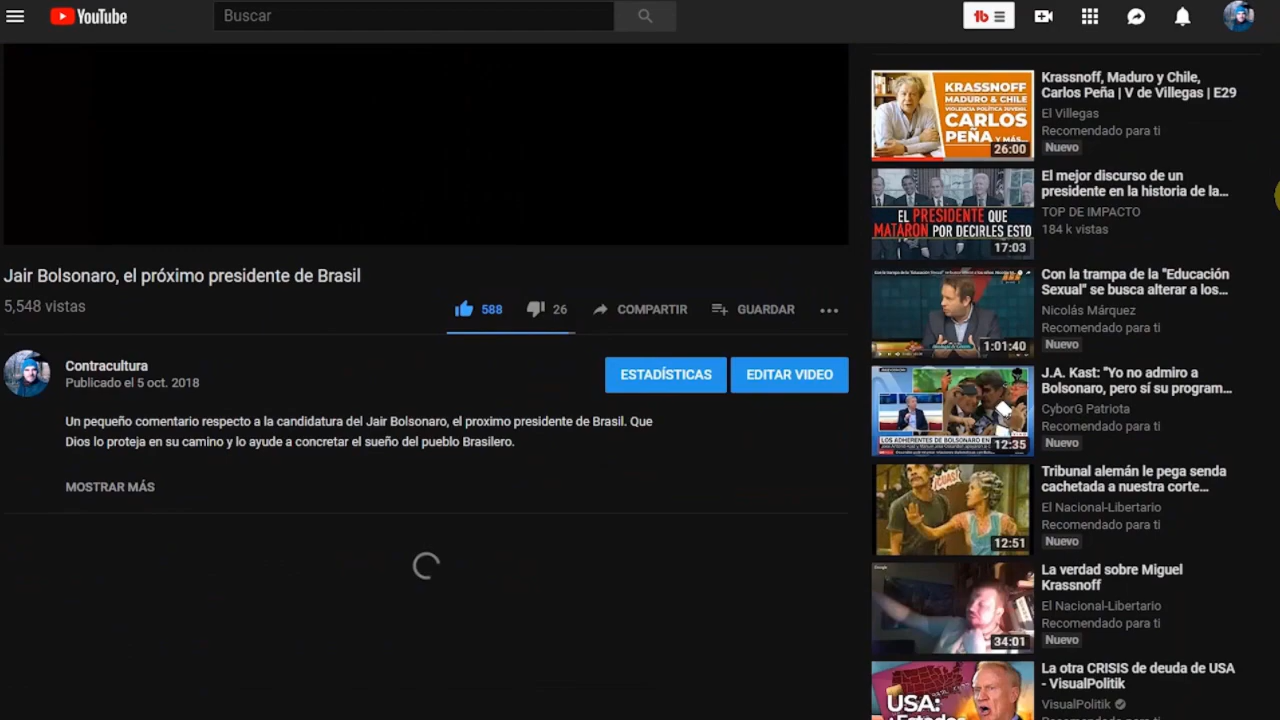 YouTube
Buscar
tb
Jair Bolsonaro, el próximo presidente de Brasil
5,548 vistas
588
26
COMPARTIR
GUARDAR
Contracultura
Publicado el 5 oct. 2018
ESTADÍSTICAS
EDITAR VIDEO
Un pequeño comentario respecto a la candidatura del Jair Bolsonaro, el proximo presidente de Brasil. Que
Dios lo proteja en su camino y lo ayude a concretar el sueño del pueblo Brasilero.
MOSTRAR MÁS
KRASSNOFF
MADURO & CHILE
VIOLENCIA POLÍTICA JUVENIL
CARLOS
PEÑA Y MÁS...
26:00
Krassnoff, Maduro y Chile,
Carlos Peña | V de Villegas | E29
El Villegas
Recomendado para ti
Nuevo
EL PRESIDENTE QUE
MATARON POR DECIRLES ESTO
17:03
El mejor discurso de un
presidente en la historia de la...
TOP DE IMPACTO
184 k vistas
1:01:40
Con la trampa de la "Educación
Sexual" se busca alterar a los...
Nicolás Márquez
Recomendado para ti
Nuevo
LOS ADHERENTES DE BOLSONARO EN
12:35
J.A. Kast: "Yo no admiro a
Bolsonaro, pero sí su program...
CyborG Patriota
Recomendado para ti
Nuevo
¡CUAS!
12:51
Tribunal alemán le pega senda
cachetada a nuestra corte...
El Nacional-Libertario
Recomendado para ti
Nuevo
Google
34:01
La verdad sobre Miguel
Krassnoff
El Nacional-Libertario
Recomendado para ti
Nuevo
USA:
La otra CRISIS de deuda de USA
- VisualPolitik
VisualPolitik